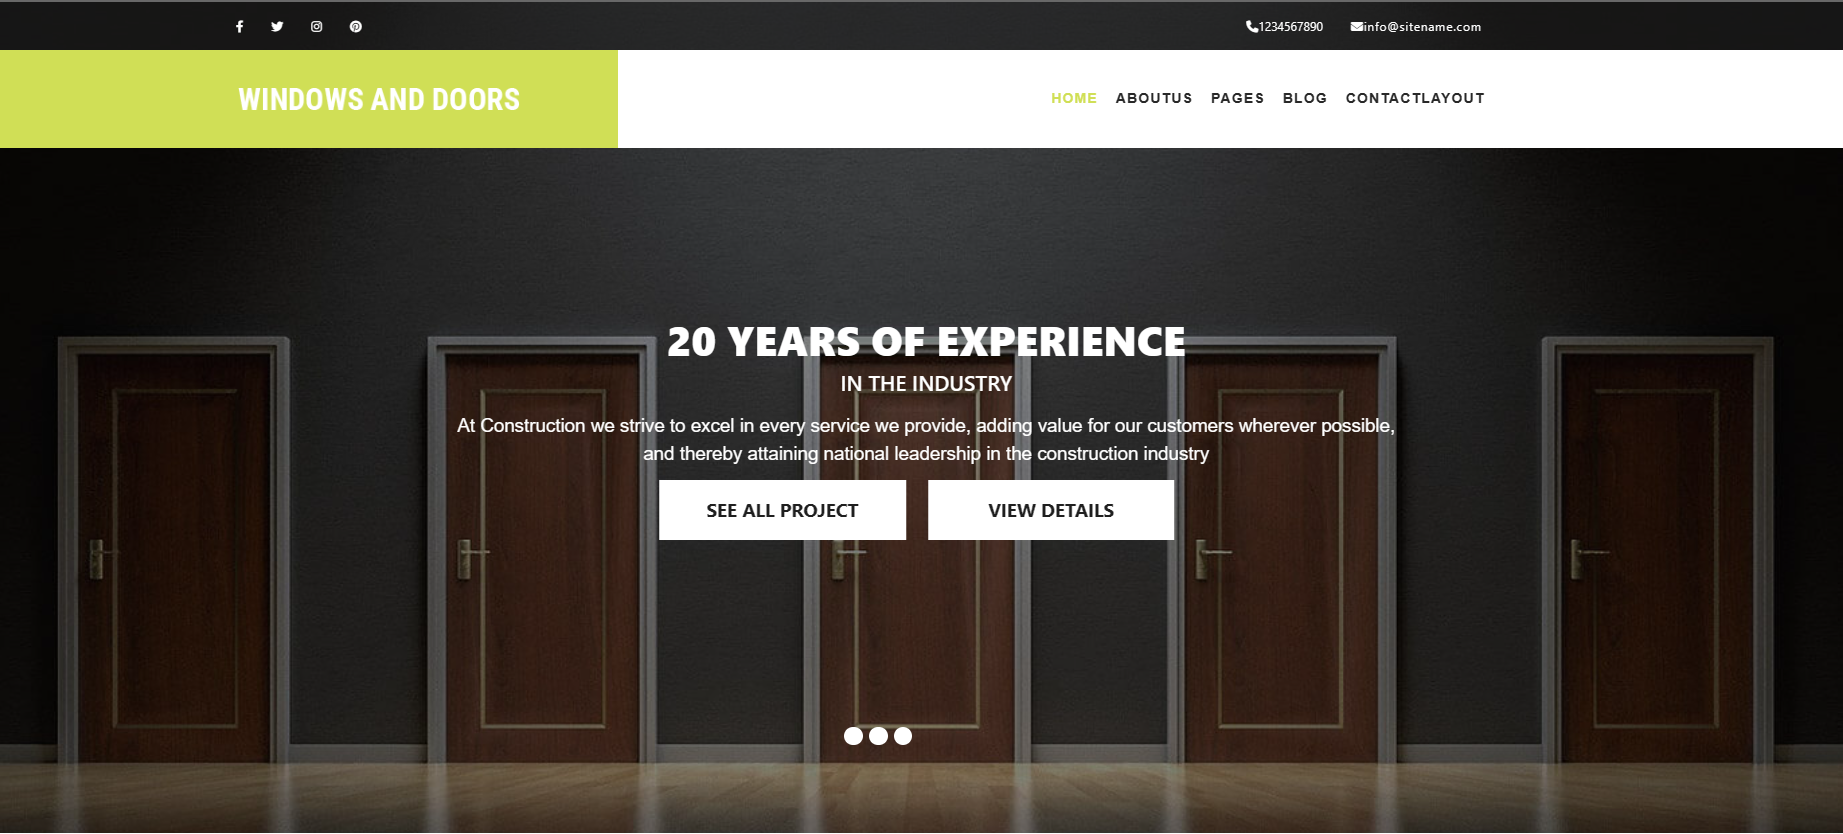 1234567890 info@sitename.com
WINDOWS AND DOORS
HOME ABOUTUS PAGES BLOG CONTACTLAYOUT
20 YEARS OF EXPERIENCE
IN THE INDUSTRY
At Construction we strive to excel in every service we provide, adding value for our customers wherever possible,
and thereby attaining national leadership in the construction industry
SEE ALL PROJECT VIEW DETAILS